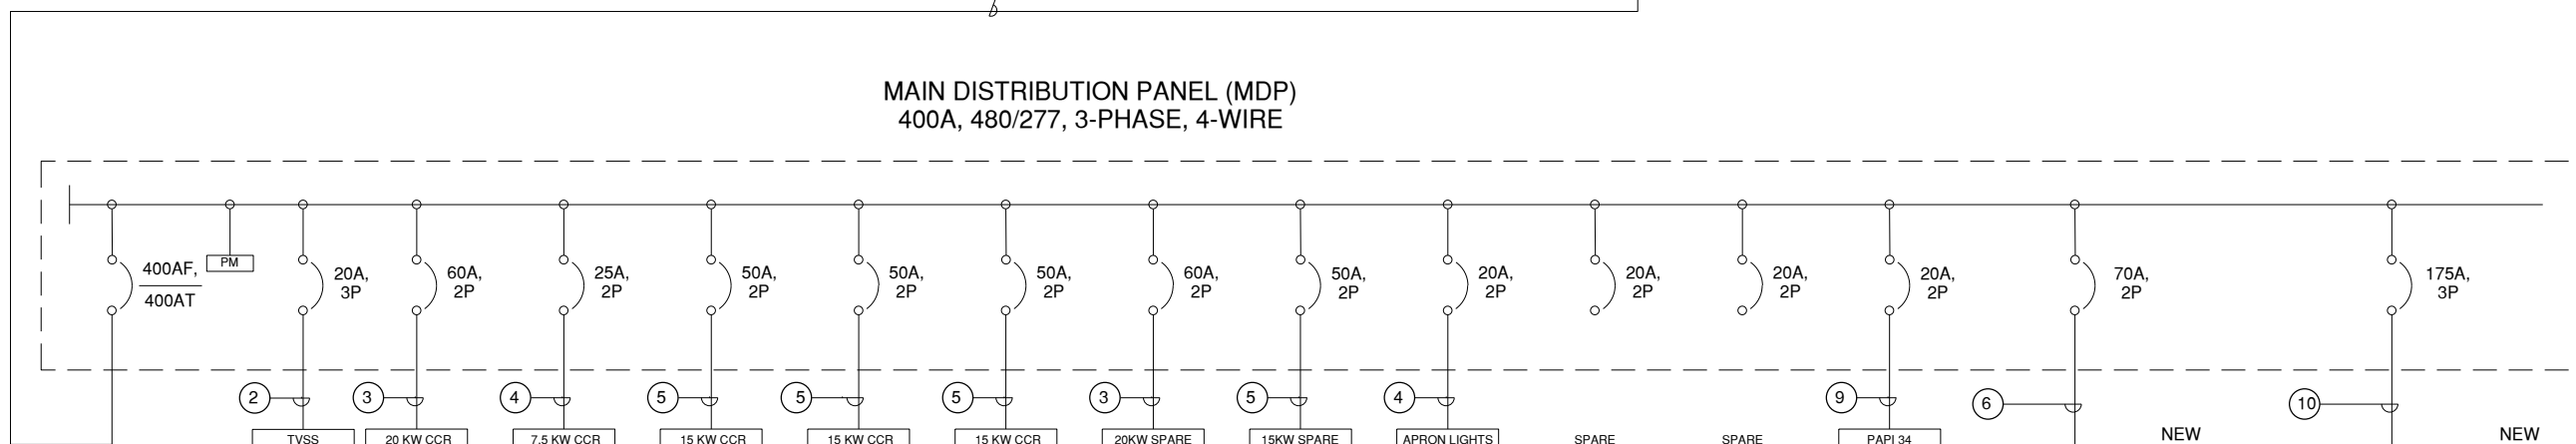 MAIN DISTRIBUTION PANEL (MDP)
400A, 480/277, 3-PHASE, 4-WIRE
400AF,
400AT
PM
20A,
3P
60A,
2P
25A,
2P
50A,
2P
50A,
2P
50A,
2P
60A,
2P
50A,
2P
20A,
2P
20A,
2P
20A,
2P
20A,
2P
70A,
2P
175A,
3P
2
3
4
5
5
5
3
5
4
9
6
10
TVSS
20 KW CCR
7.5 KW CCR
15 KW CCR
15 KW CCR
15 KW CCR
20KW SPARE
15KW SPARE
APRON LIGHTS
SPARE
SPARE
PAPI 34
NEW
NEW